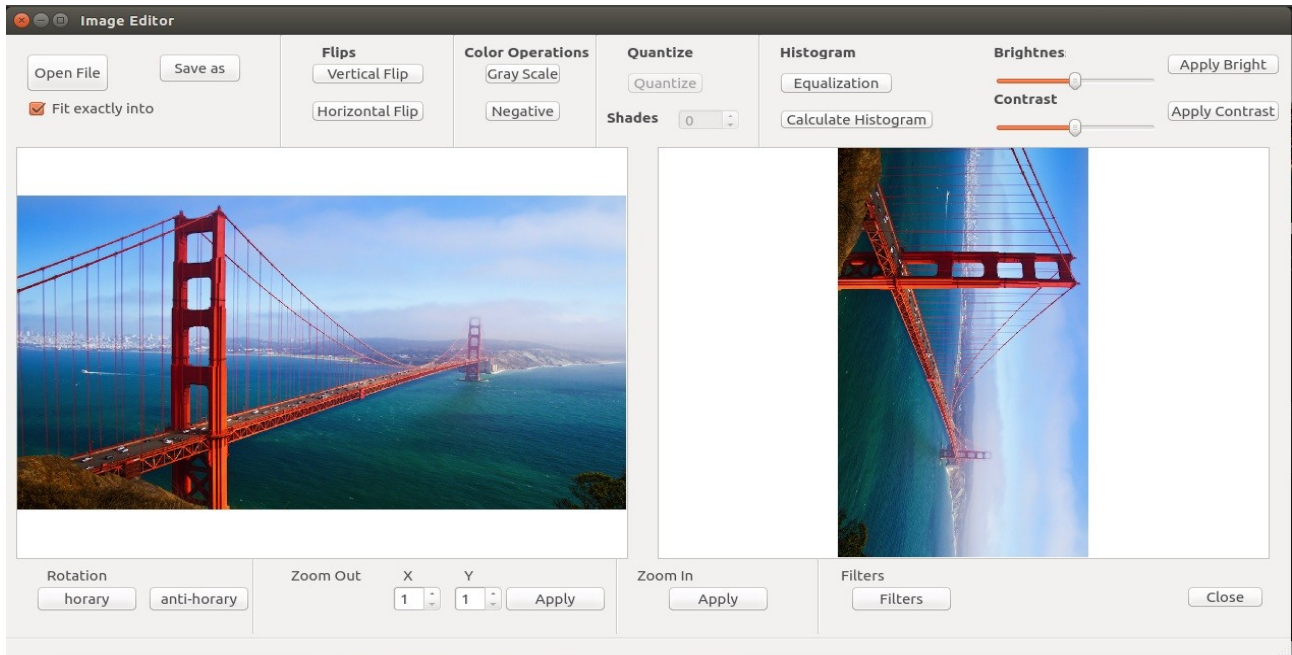 Image Editor
Open File
Save as
Fit exactly into
Flips
Vertical Flip
Horizontal Flip
Color Operations
Gray Scale
Negative
Quantize
Quantize
Shades 0
Histogram
Equalization
Calculate Histogram
Brightnes
Apply Bright
Contrast
Apply Contrast
Rotation
horary
anti-horary
Zoom Out
X
Y
1
1
Apply
Zoom In
Apply
Filters
Filters
Close